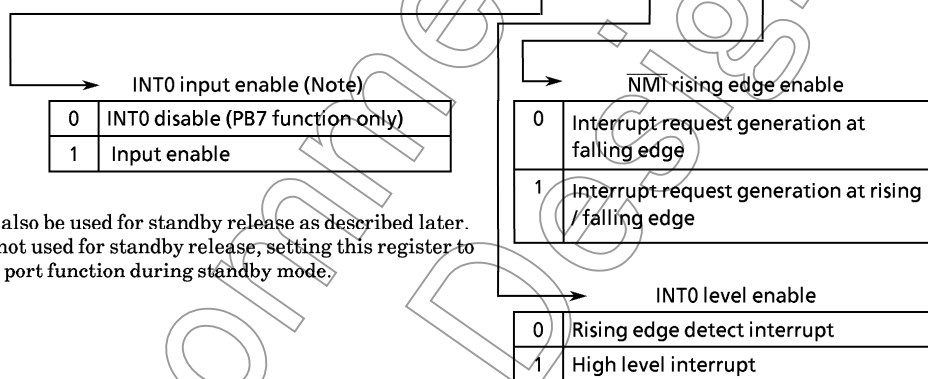 INT0 input enable (Note)
0 INT0 disable (PB7 function only)
1 Input enable
also be used for standby release as described later.
not used for standby release, setting this register to
port function during standby mode.
NMI rising edge enable
0 Interrupt request generation at
falling edge
1 Interrupt request generation at rising
/ falling edge
INT0 level enable
0 Rising edge detect interrupt
1 High level interrupt